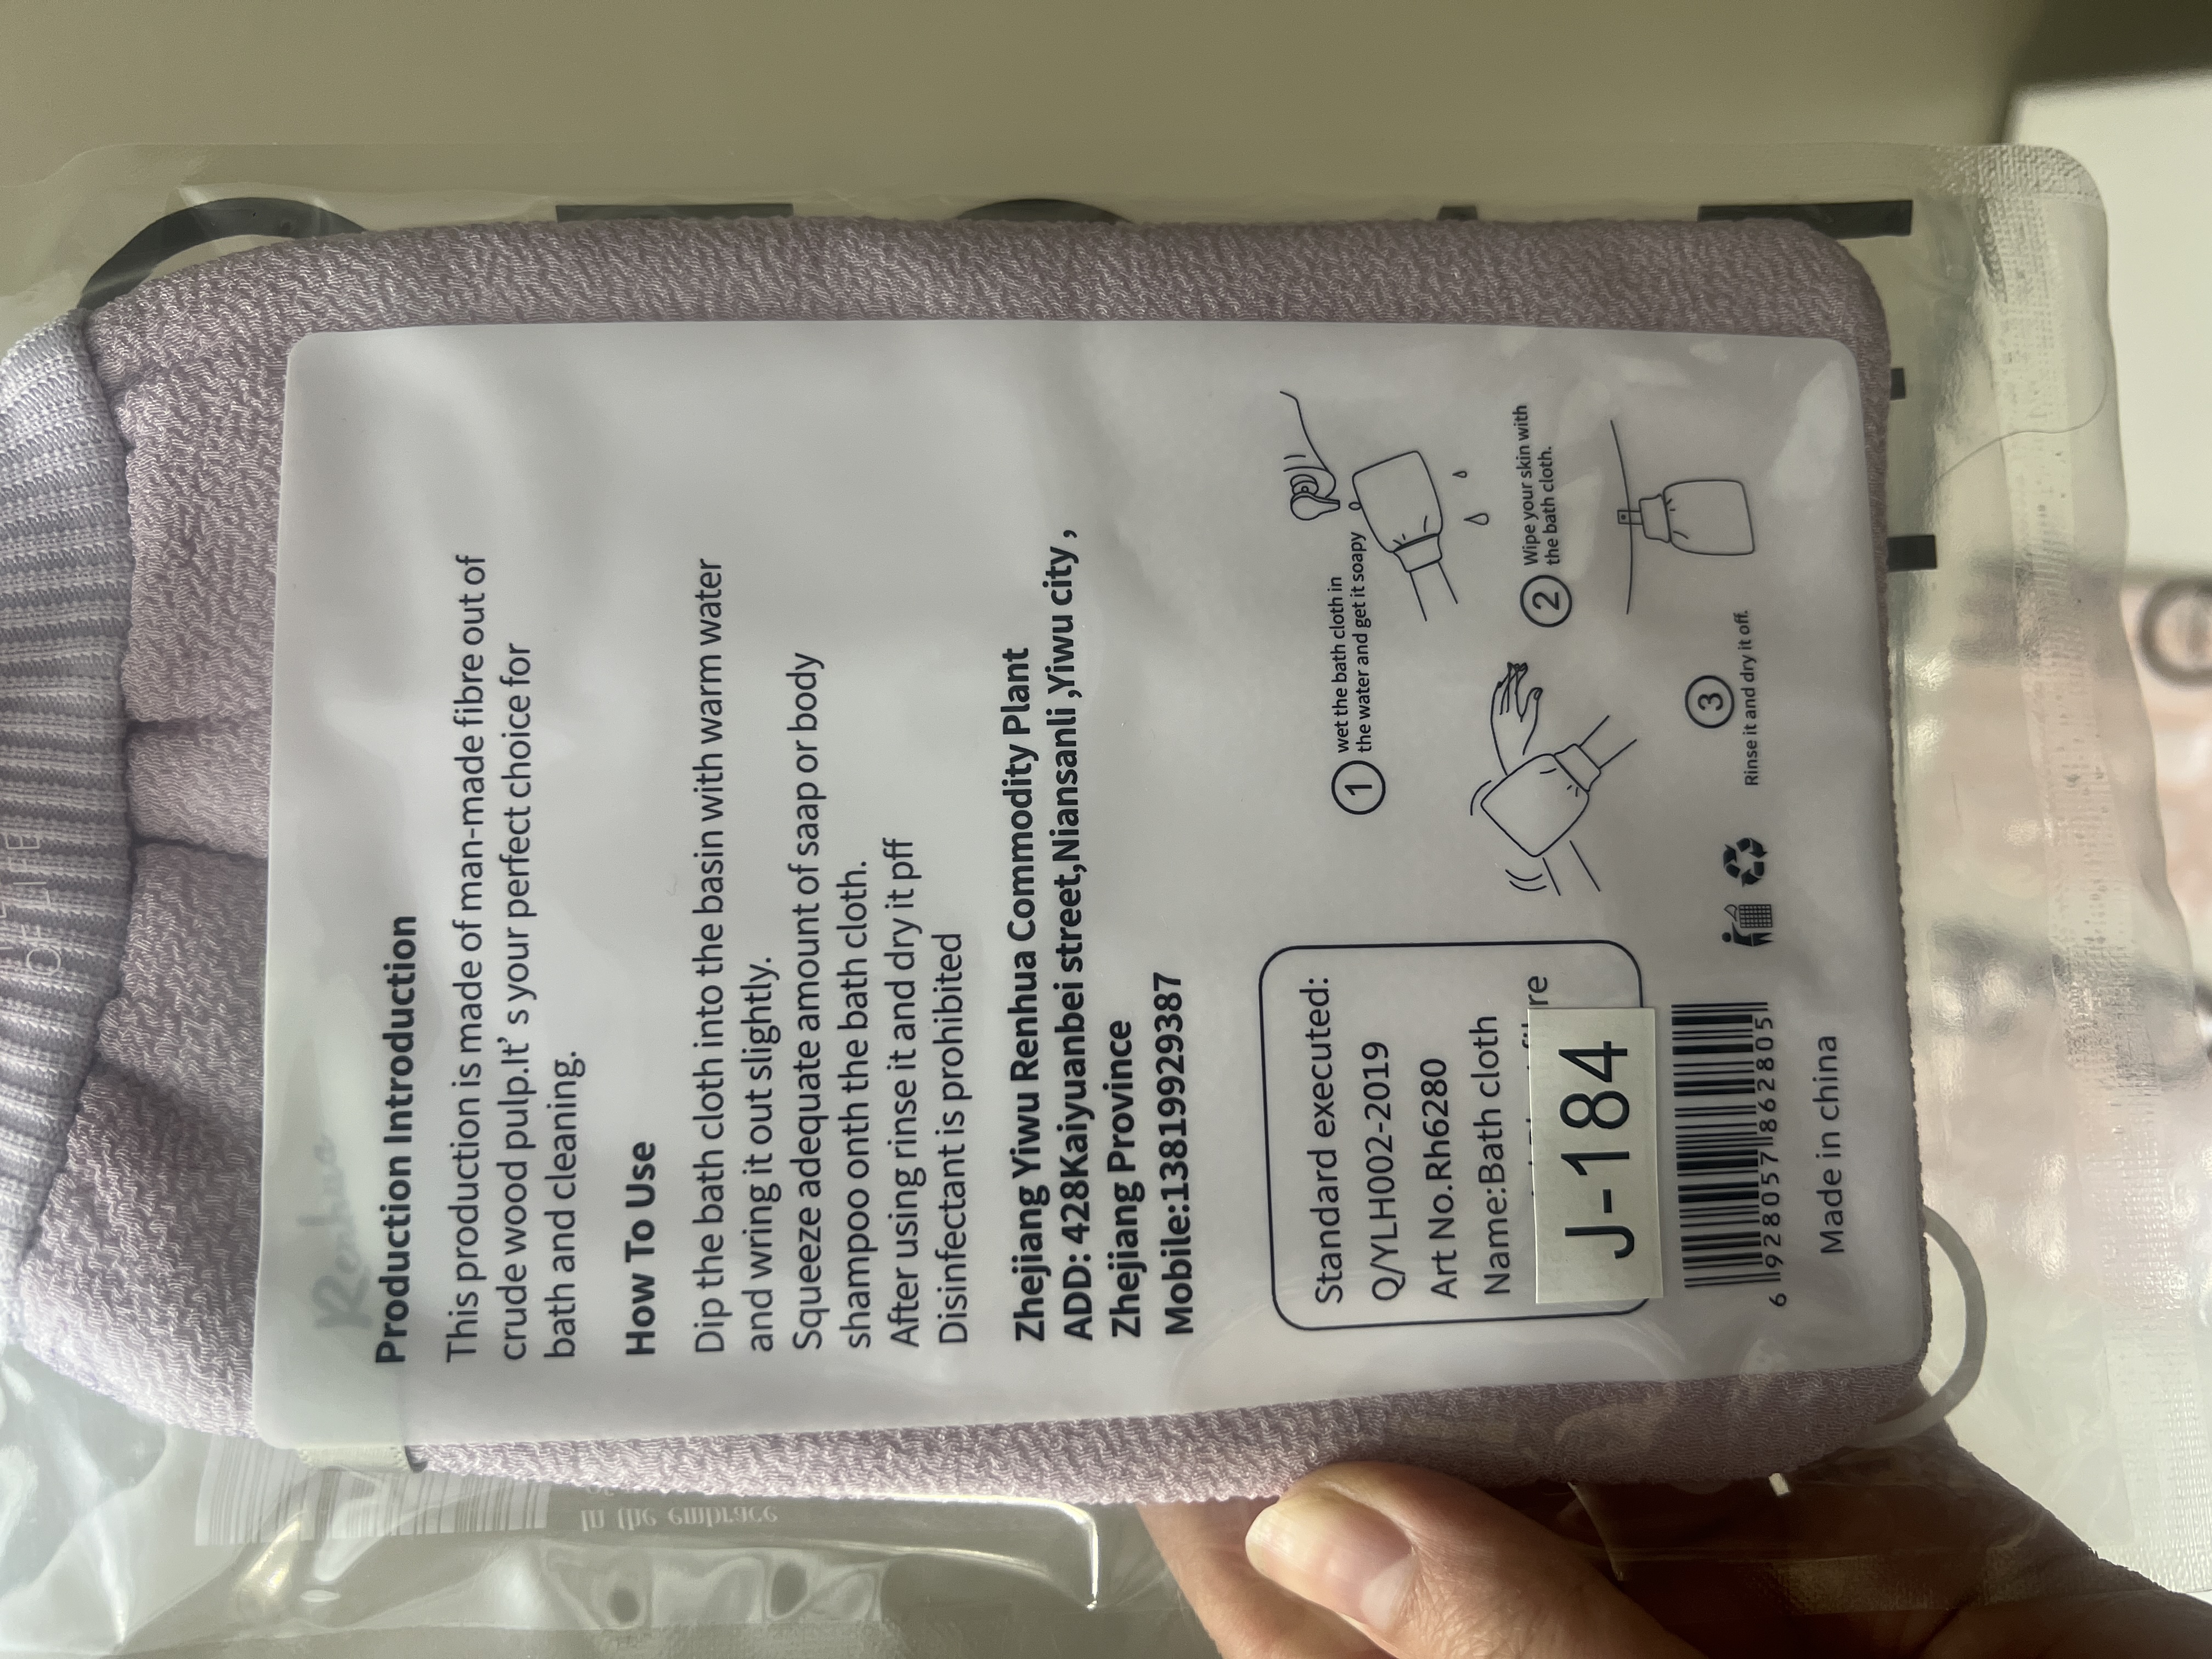 Renhua
Production Introduction
This production is made of man-made fibre out of
crude wood pulp.It’ s your perfect choice for
bath and cleaning.
How To Use
Dip the bath cloth into the basin with warm water
and wring it out slightly.
Squeeze adequate amount of saap or body
shampoo onth the bath cloth.
After using rinse it and dry it pff
Disinfectant is prohibited
Zhejiang Yiwu Renhua Commodity Plant
ADD: 428Kaiyuanbei street,Niansanli ,Yiwu city ,
Zhejiang Province
Mobile:13819929387
Standard executed:
Q/YLH002-2019
Art No.Rh6280
Name:Bath cloth
J-184
6 928057 862805
Made in china
1 wet the bath cloth in
the water and get it soapy
2 Wipe your skin with
the bath cloth.
3
Rinse it and dry it off.
in the embrace